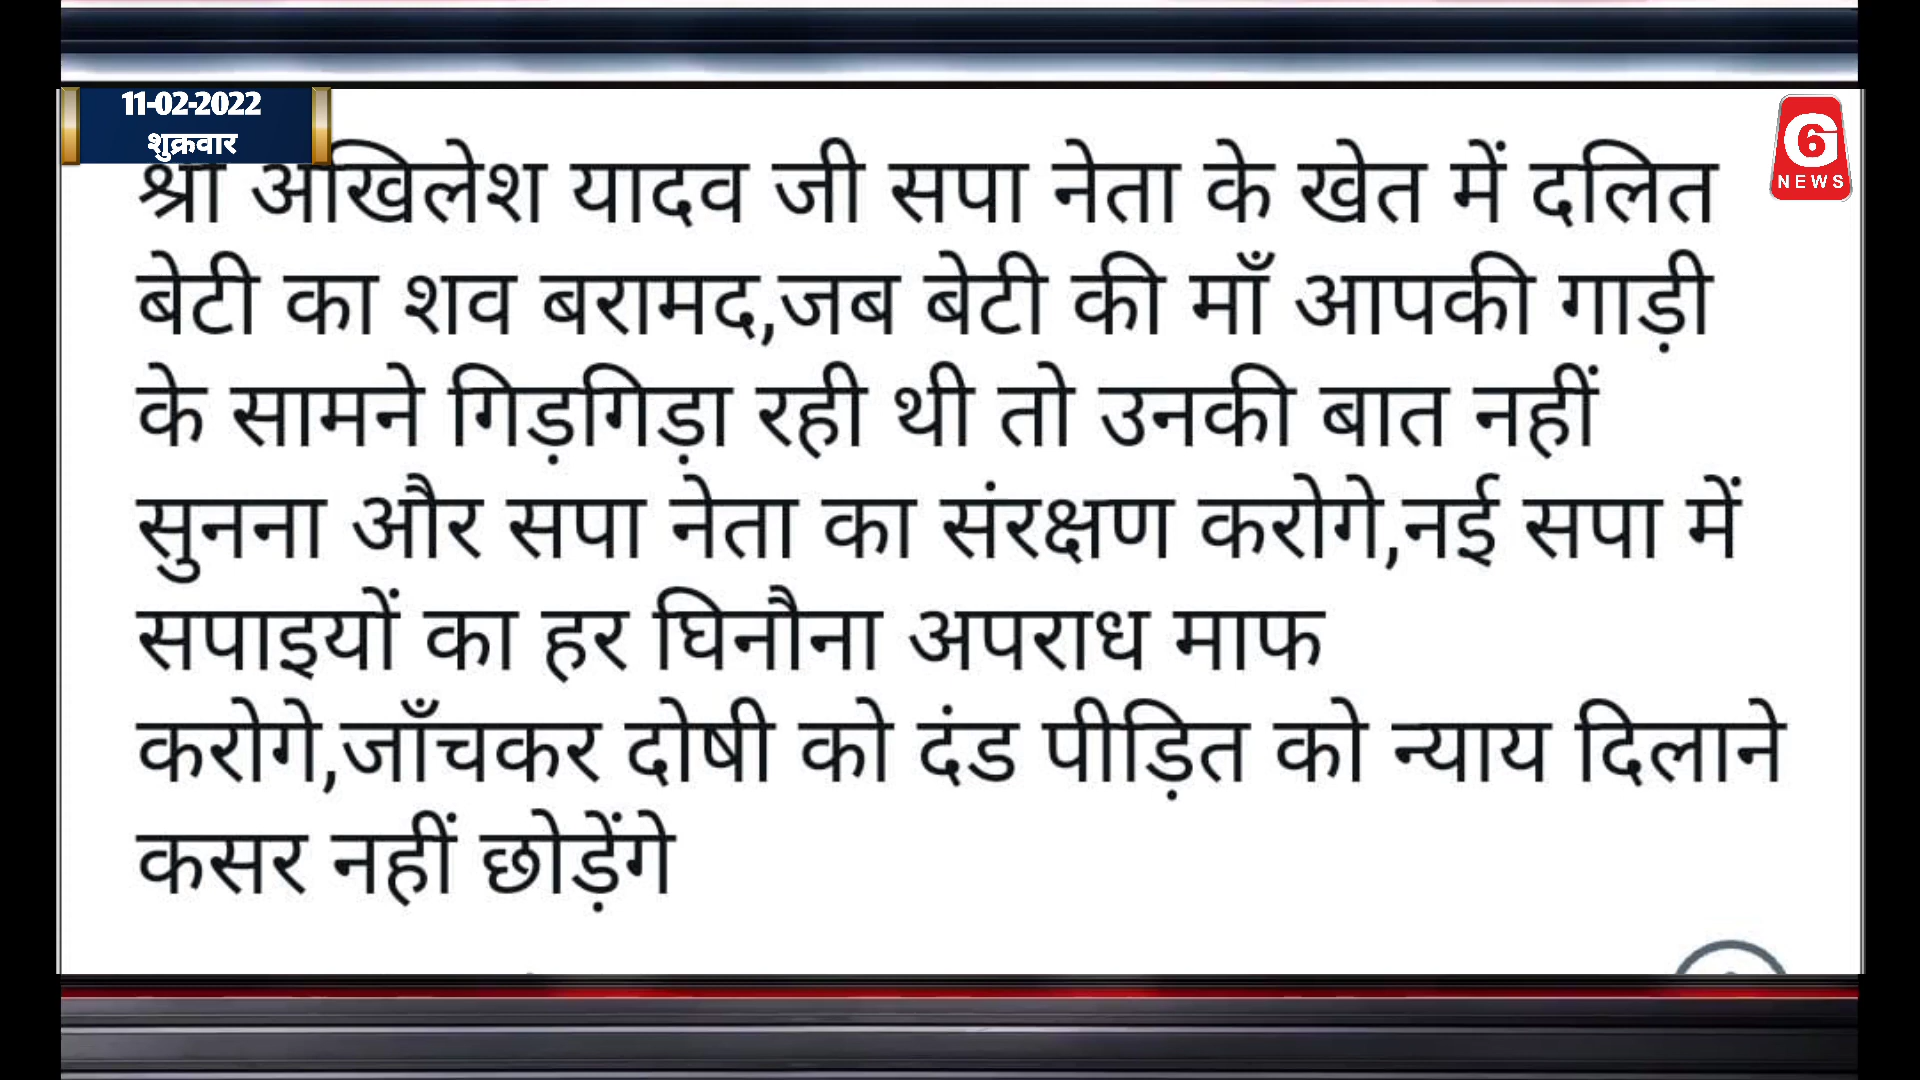 11-02-2022
शुक्रवार
6
NEWS
श्री अखिलेश यादव जी सपा नेता के खेत में दलित
बेटी का शव बरामद,जब बेटी की माँ आपकी गाड़ी
के सामने गिड़गिड़ा रही थी तो उनकी बात नहीं
सुनना और सपा नेता का संरक्षण करोगे,नई सपा में
सपाइयों का हर घिनौना अपराध माफ
करोगे,जाँचकर दोषी को दंड पीड़ित को न्याय दिलाने
कसर नहीं छोड़ेंगे